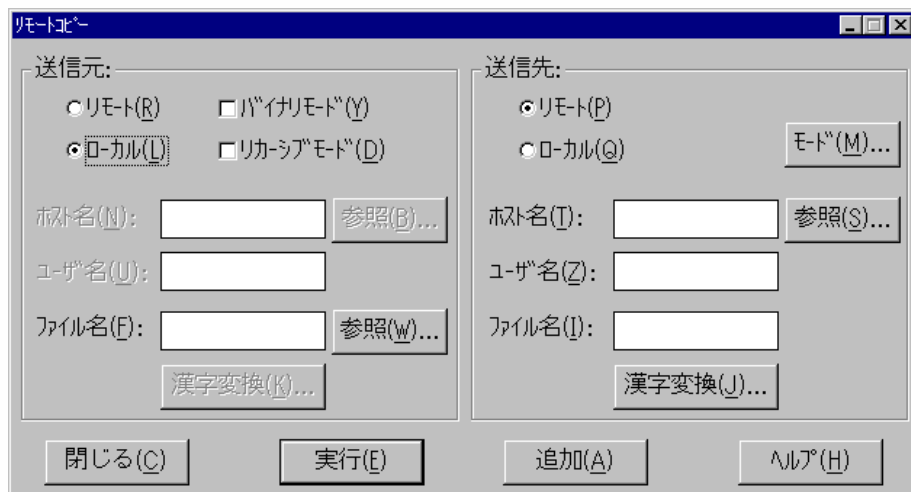 ﾘﾓｰﾄｺﾋﾟｰ
送信元:
ﾘﾓｰﾄ(R) ﾊﾞｲﾅﾘﾓｰﾄﾞ(Y)
ﾛｰｶﾙ(L) ﾘｶｰｼﾌﾞﾓｰﾄﾞ(D)
ﾎｽﾄ名(N): 参照(B)...
ﾕｰｻﾞ名(U):
ﾌｧｲﾙ名(F): 参照(W)...
漢字変換(K)...
送信先:
ﾘﾓｰﾄ(P)
ﾛｰｶﾙ(Q) ﾓｰﾄﾞ(M)...
ﾎｽﾄ名(T): 参照(S)...
ﾕｰｻﾞ名(Z):
ﾌｧｲﾙ名(I):
漢字変換(J)...
閉じる(C) 実行(E) 追加(A) ﾍﾙﾌﾟ(H)